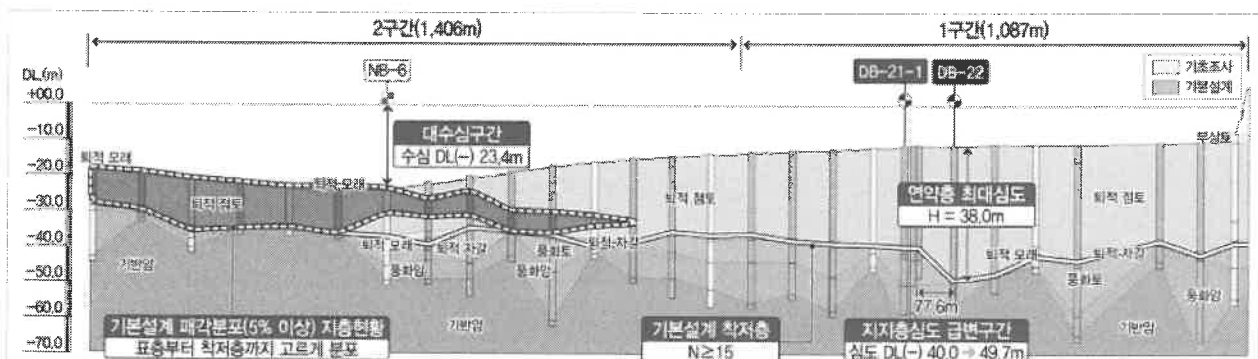 2구간(1,406m)
1구간(1,087m)
NB-6
DB-21-1
DB-22
기초조사
기본설계
DL.(m)
+00.0
-10.0
-20.0
-30.0
-40.0
-50.0
-60.0
-70.0
대수심구간
수심 DL(-) 23.4m
부상토
퇴적 모래
퇴적 모래
퇴적 점토
퇴적 점토
퇴적 점토
연약층 최대심도
H = 38.0m
퇴적 모래
퇴적 자갈
풍화토
퇴적-자갈
퇴적 모래
풍화토
퇴적-자갈
기반암
풍화암
풍화암
풍화암
77.6m
기반암
기반암
기본설계 패각분포(5% 이상) 지층현황
표층부터 착저층까지 고르게 분포
기본설계 착저층
N≥15
지지층심도 급변구간
심도 DL(-) 40.0 → 49.7m